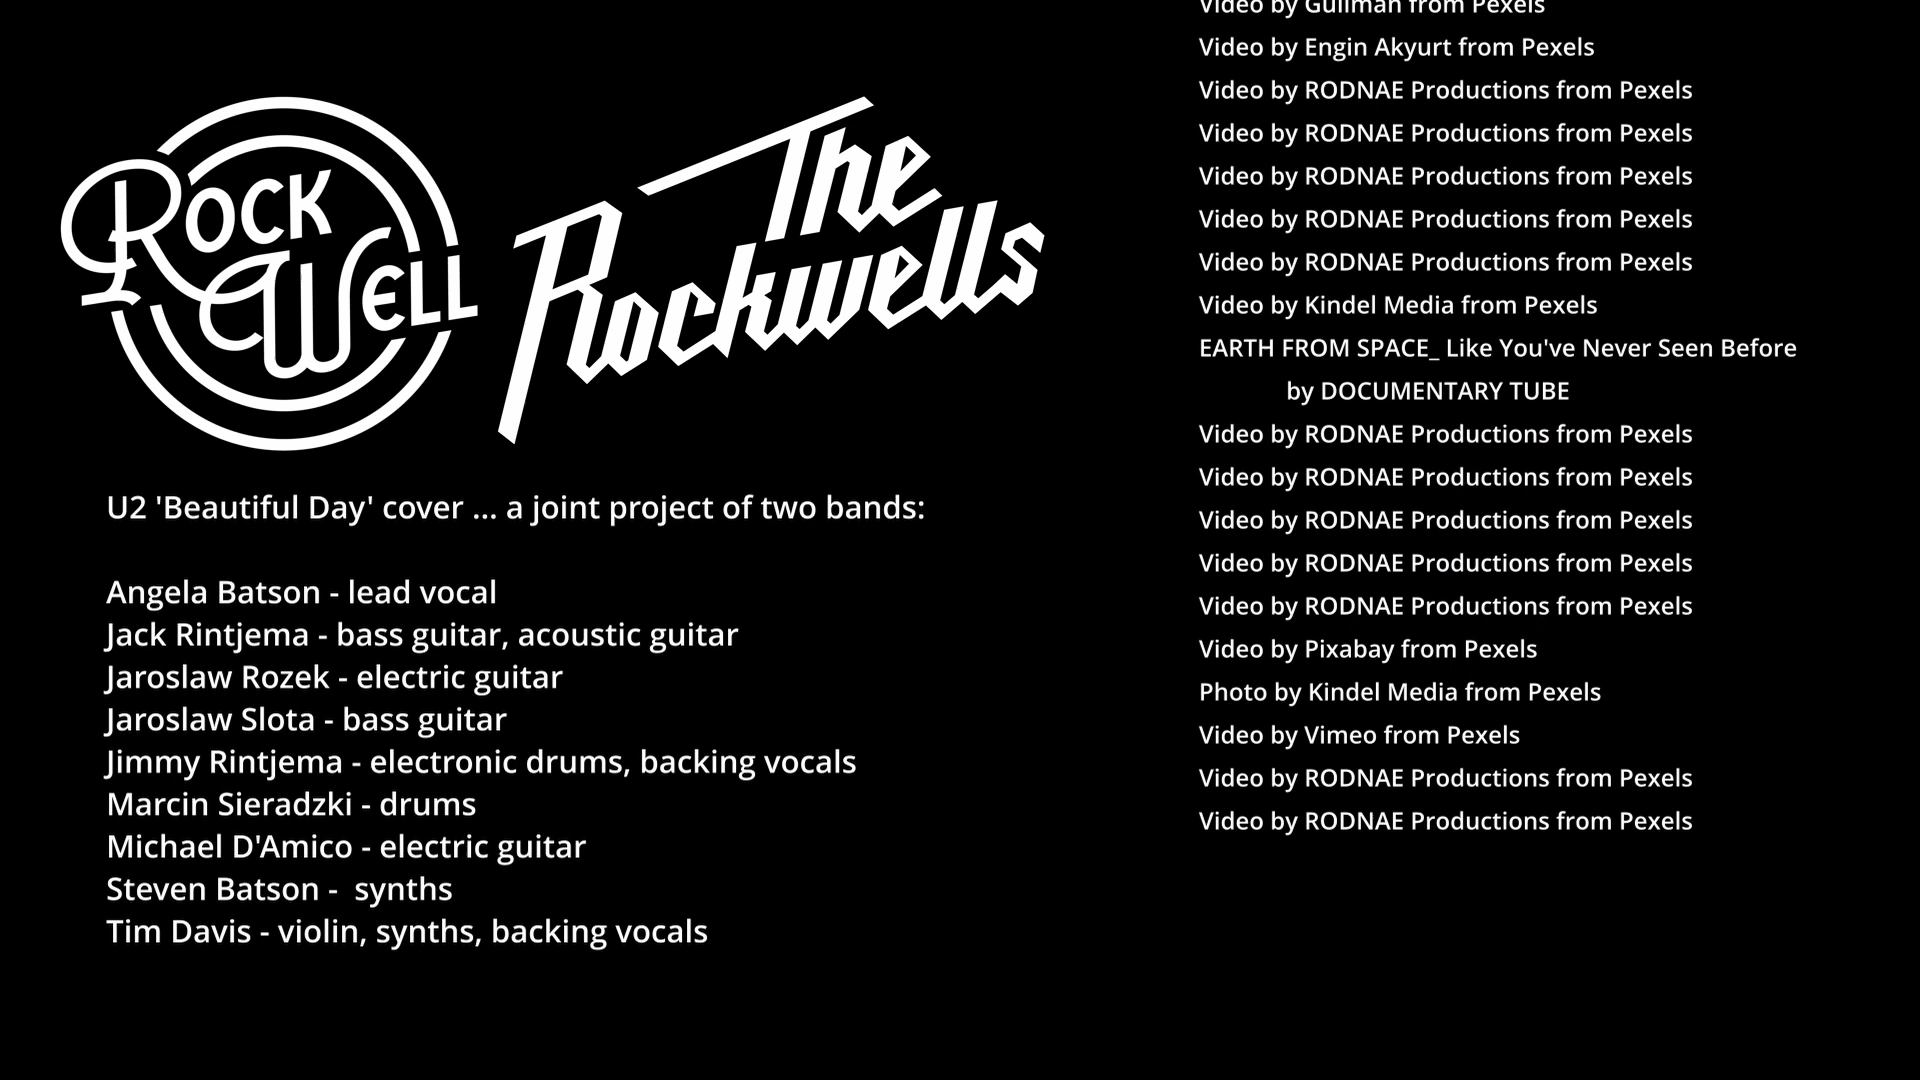 ROCK
WELL
The
Rockwells
U2 'Beautiful Day' cover ... a joint project of two bands:
Angela Batson - lead vocal
Jack Rintjema - bass guitar, acoustic guitar
Jaroslaw Rozek - electric guitar
Jaroslaw Slota - bass guitar
Jimmy Rintjema - electronic drums, backing vocals
Marcin Sieradzki - drums
Michael D'Amico - electric guitar
Steven Batson -  synths
Tim Davis - violin, synths, backing vocals
Video by Gullman from Pexels
Video by Engin Akyurt from Pexels
Video by RODNAE Productions from Pexels
Video by RODNAE Productions from Pexels
Video by RODNAE Productions from Pexels
Video by RODNAE Productions from Pexels
Video by RODNAE Productions from Pexels
Video by Kindel Media from Pexels
EARTH FROM SPACE_ Like You've Never Seen Before
by DOCUMENTARY TUBE
Video by RODNAE Productions from Pexels
Video by RODNAE Productions from Pexels
Video by RODNAE Productions from Pexels
Video by RODNAE Productions from Pexels
Video by RODNAE Productions from Pexels
Video by Pixabay from Pexels
Photo by Kindel Media from Pexels
Video by Vimeo from Pexels
Video by RODNAE Productions from Pexels
Video by RODNAE Productions from Pexels